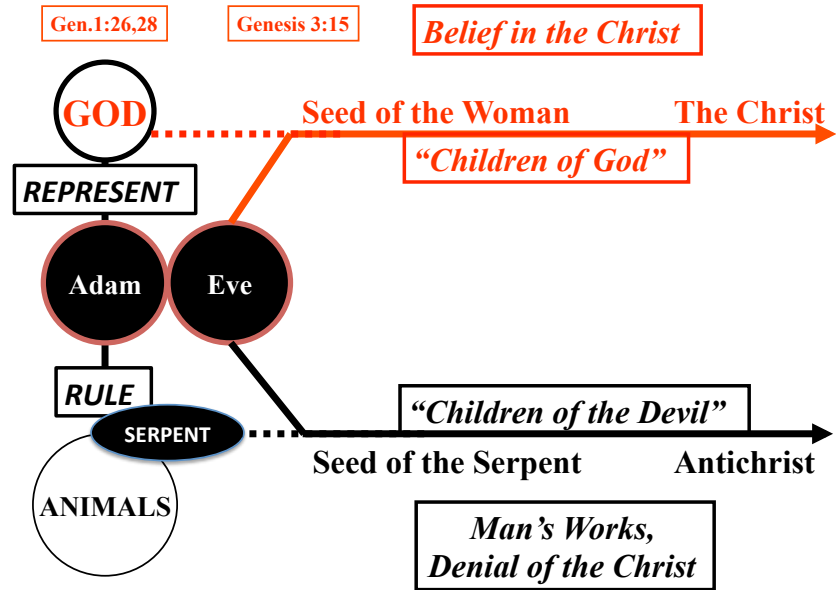 Gen.1:26,28
Genesis 3:15
Belief in the Christ
GOD
Seed of the Woman
The Christ
“Children of God”
REPRESENT
Adam
Eve
RULE
“Children of the Devil”
SERPENT
Seed of the Serpent
Antichrist
ANIMALS
Man’s Works,
Denial of the Christ